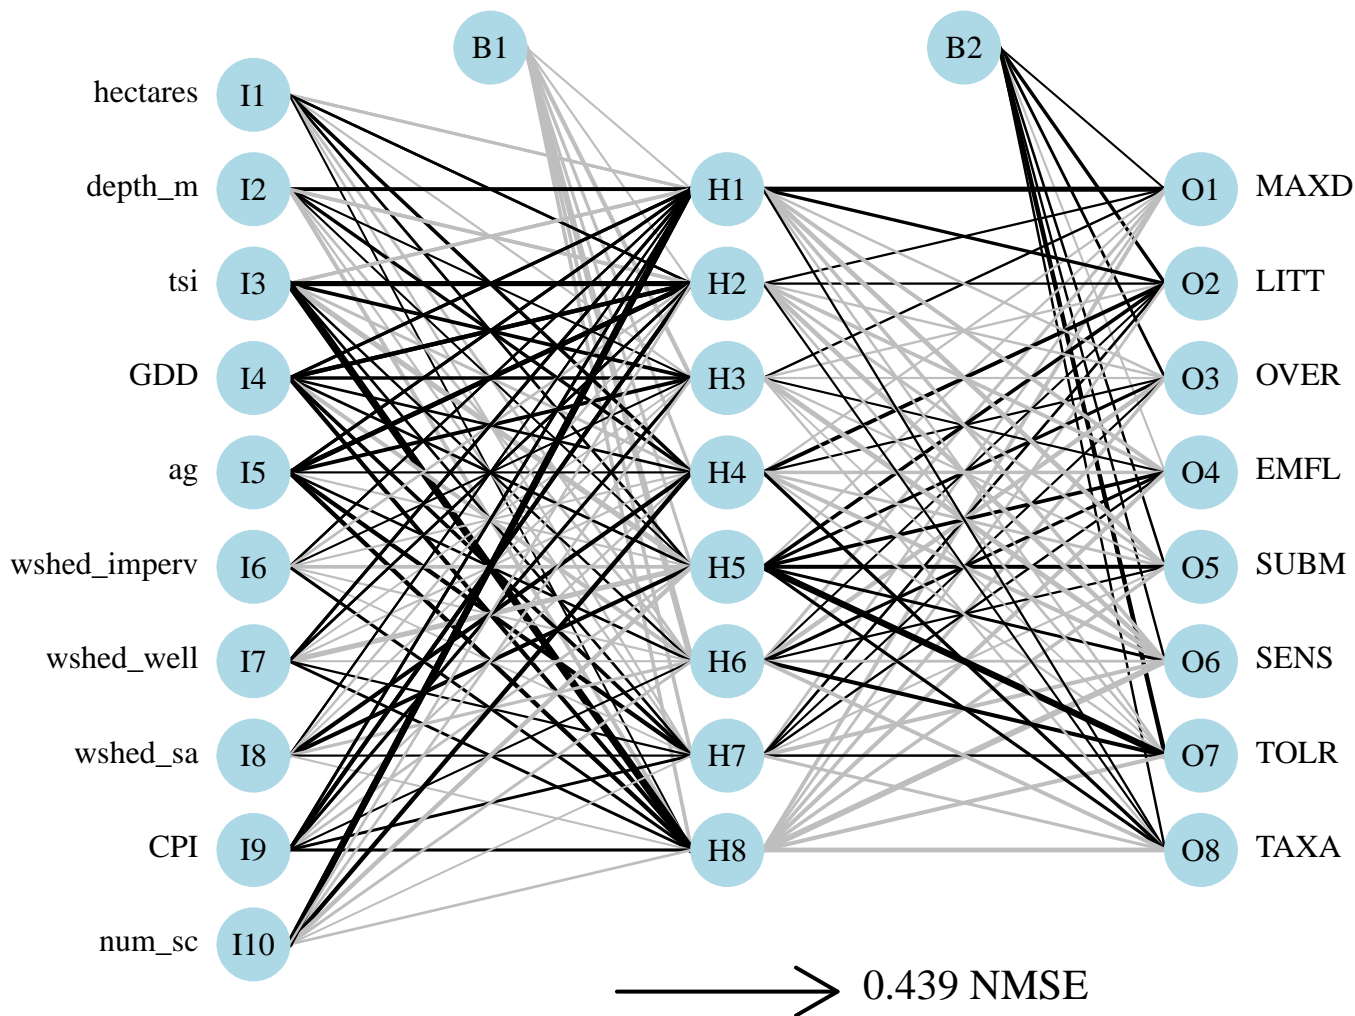 B1 B2
hectares I1
depth_m I2 H1 O1 MAXD
tsi I3 H2 O2 LITT
GDD I4 H3 O3 OVER
ag I5 H4 O4 EMFL
wshed_imperv I6 H5 O5 SUBM
wshed_well I7 H6 O6 SENS
wshed_sa I8 H7 O7 TOLR
CPI I9 H8 O8 TAXA
num_sc I10
0.439 NMSE